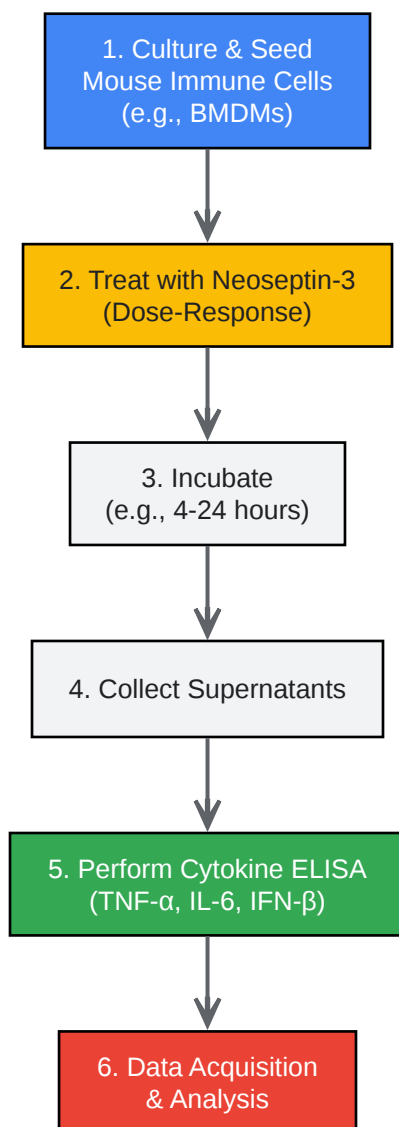 1. Culture & Seed
Mouse Immune Cells
(e.g., BMDMs)
2. Treat with Neoseptin-3
(Dose-Response)
3. Incubate
(e.g., 4-24 hours)
4. Collect Supernatants
5. Perform Cytokine ELISA
(TNF-α, IL-6, IFN-β)
6. Data Acquisition
& Analysis